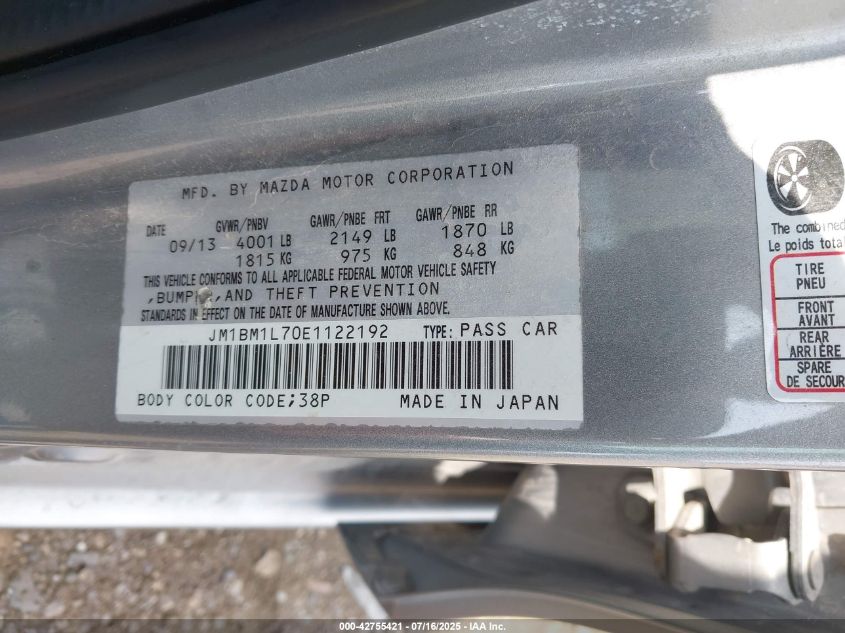 MFD. BY MAZDA MOTOR CORPORATION
DATE GVWR/PNBV GAWR/PNBE FRT GAWR/PNBE RR
09/13 4001 LB 2149 LB 1870 LB
1815 KG 975 KG 848 KG
THIS VEHICLE CONFORMS TO ALL APPLICABLE FEDERAL MOTOR VEHICLE SAFETY
,BUMPER,AND THEFT PREVENTION
STANDARDS IN EFFECT ON THE DATE OF MANUFACTURE SHOWN ABOVE.
JM1BM1L70E1122192 TYPE: PASS CAR
BODY COLOR CODE;38P MADE IN JAPAN
The combined
Le poids total
TIRE
PNEU
FRONT
AVANT
REAR
ARRIÈRE
SPARE
DE SECOUR
000-42755421 - 07/16/2025 - IAA Inc.